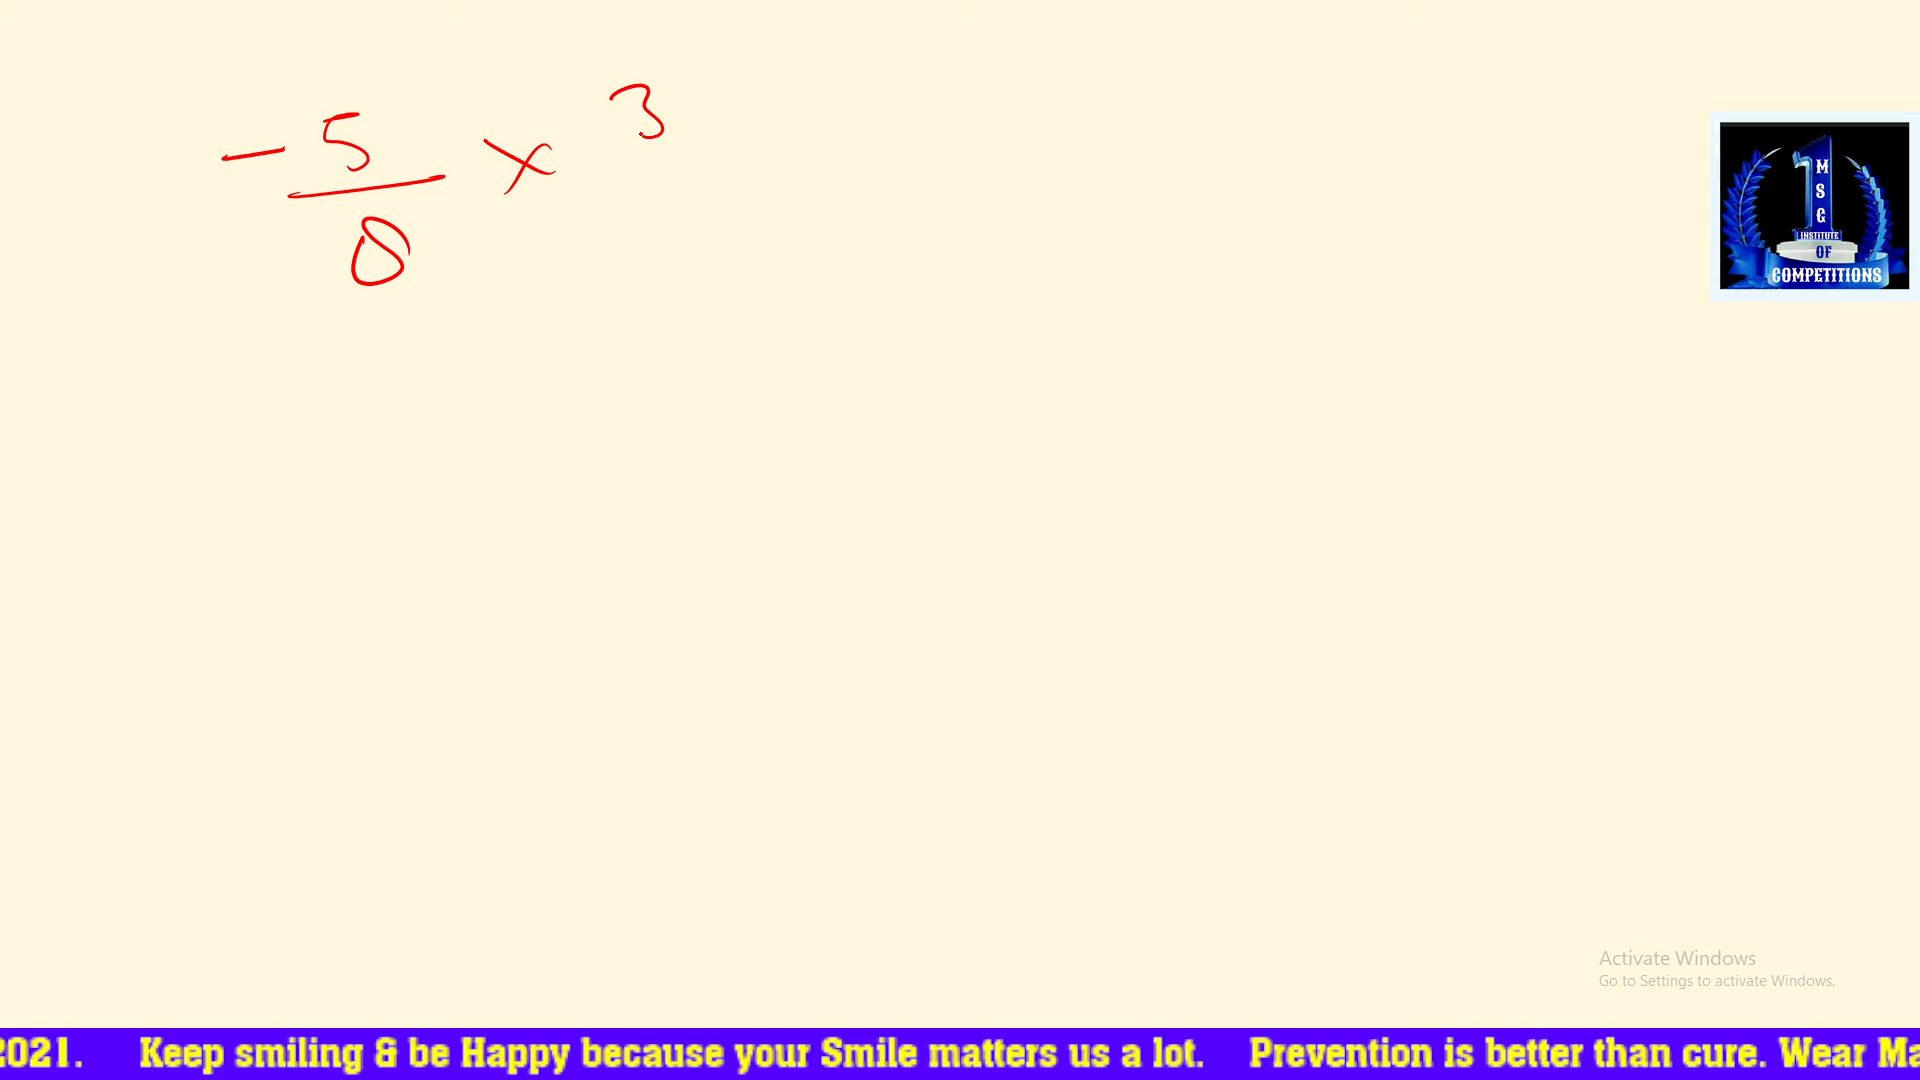 -5/8 × 3
MSG
INSTITUTE
OF
COMPETITIONS
Activate Windows
Go to Settings to activate Windows.
2021. Keep smiling & be Happy because your Smile matters us a lot. Prevention is better than cure. Wear Ma